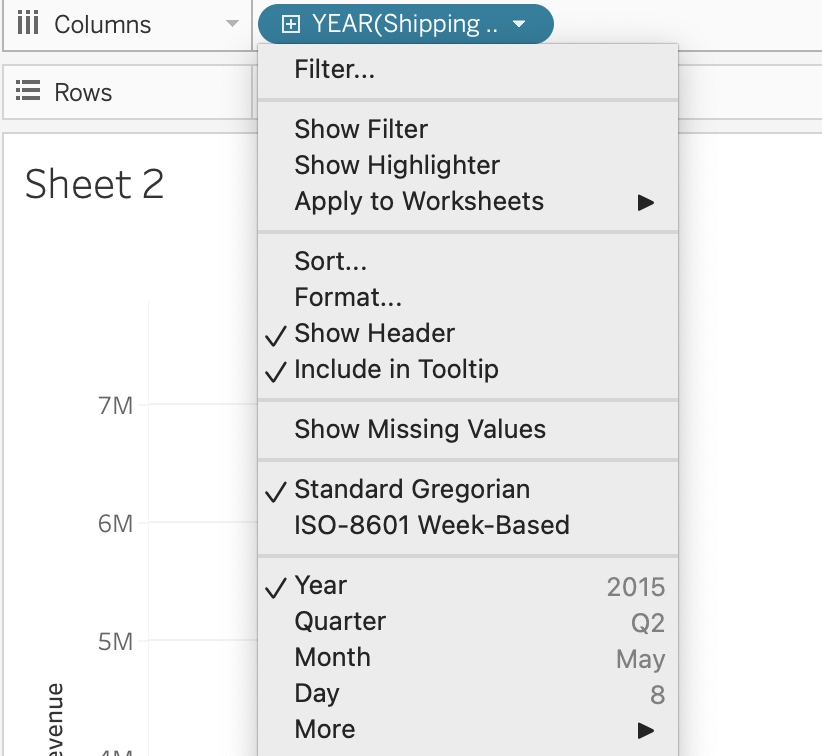 Columns
YEAR(Shipping ..
Filter...
Rows
Show Filter
Show Highlighter
Apply to Worksheets
Sheet 2
Sort...
Format...
Show Header
Include in Tooltip
7M
Show Missing Values
Standard Gregorian
6M
ISO-8601 Week-Based
Year 2015
Quarter Q2
5M
Month May
Day 8
More
evenue
4M